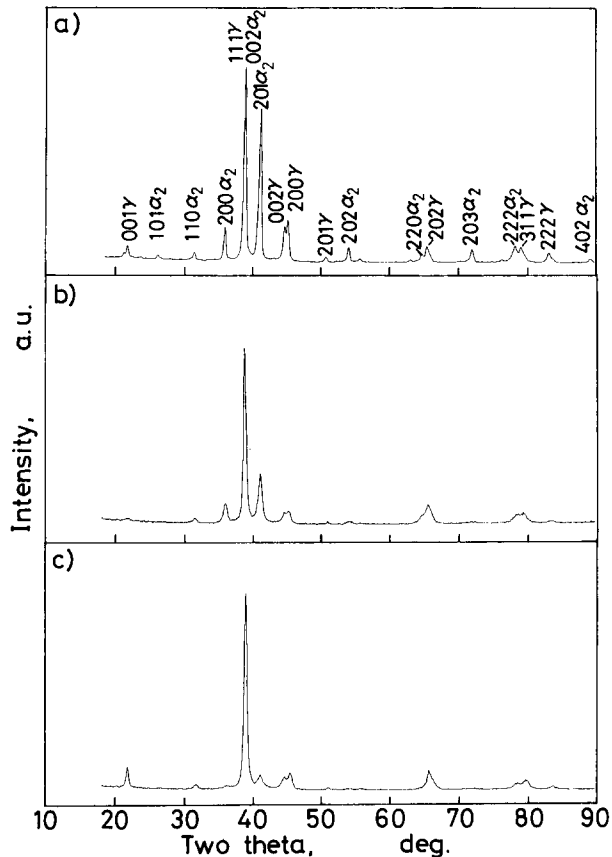 a)
001γ
101α₂
110α₂
200α₂
111γ
002α₂
201α₂
002γ
200γ
201γ
202α₂
220α₂
202γ
203α₂
222α₂
311γ
222γ
402α₂
b)
c)
Intensity, a.u.
10 20 30 40 50 60 70 80 90
Two theta, deg.